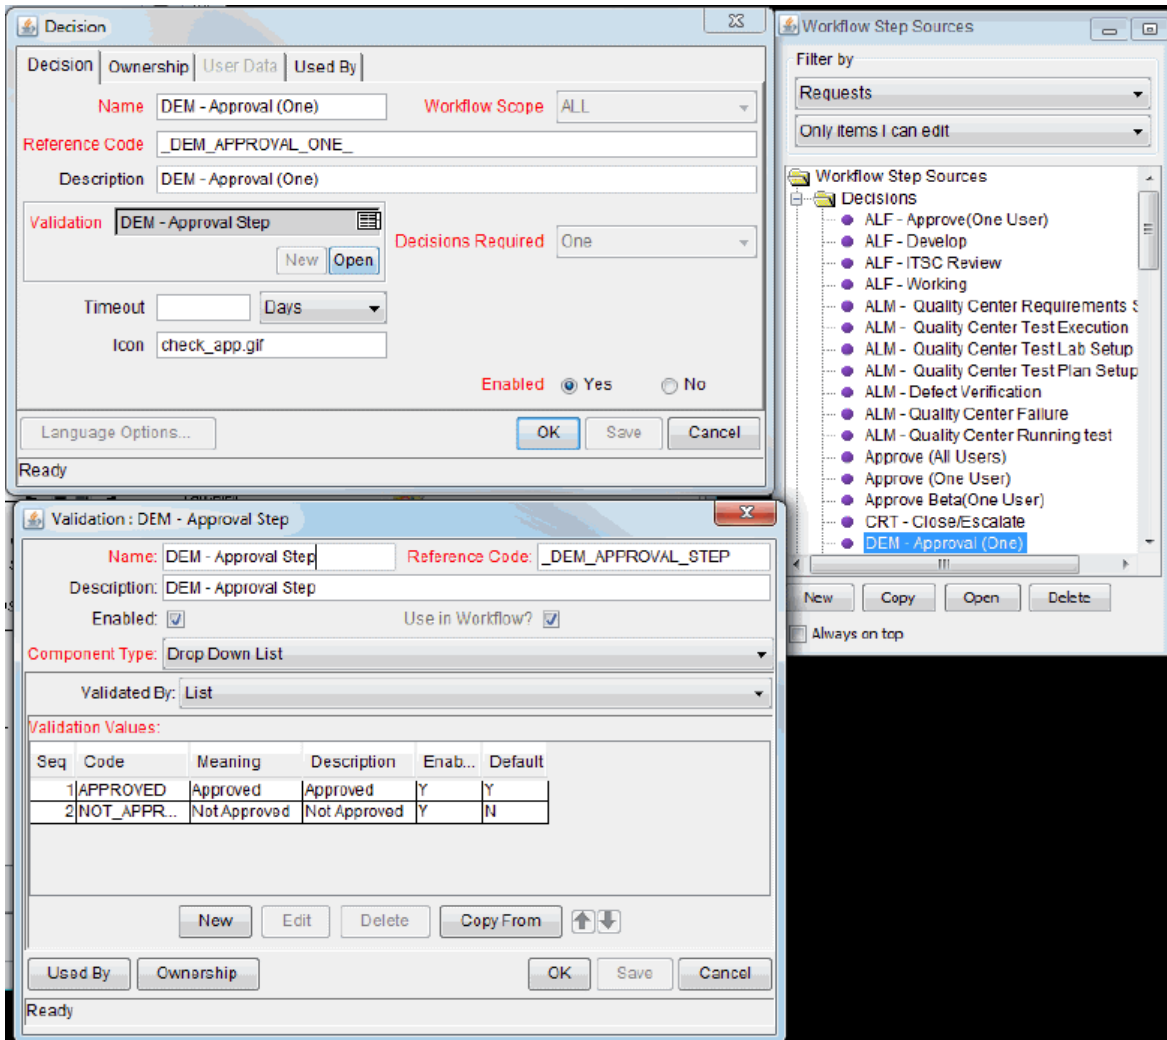 Decision
Decision Ownership User Data Used By
Name DEM - Approval (One) Workflow Scope ALL
Reference Code _DEM_APPROVAL_ONE_
Description DEM - Approval (One)
Validation DEM - Approval Step
Decisions Required One
New Open
Timeout Days
Icon check_app.gif
Enabled Yes No
Language Options... OK Save Cancel
Ready
Workflow Step Sources
Filter by
Requests
Only items I can edit
Workflow Step Sources
Decisions
ALF - Approve(One User)
ALF - Develop
ALF - ITSC Review
ALF - Working
ALM - Quality Center Requirements
ALM - Quality Center Test Execution
ALM - Quality Center Test Lab Setup
ALM - Quality Center Test Plan Setup
ALM - Defect Verification
ALM - Quality Center Failure
ALM - Quality Center Running test
Approve (All Users)
Approve (One User)
Approve Beta(One User)
CRT - Close/Escalate
DEM - Approval (One)
New Copy Open Delete
Always on top
Validation : DEM - Approval Step
Name: DEM - Approval Step Reference Code: _DEM_APPROVAL_STEP
Description: DEM - Approval Step
Enabled: Use in Workflow?
Component Type: Drop Down List
Validated By: List
Validation Values:
Seq Code Meaning Description Enab... Default
1 APPROVED Approved Approved Y Y
2 NOT_APPR... Not Approved Not Approved Y N
New Edit Delete Copy From
Used By Ownership OK Save Cancel
Ready